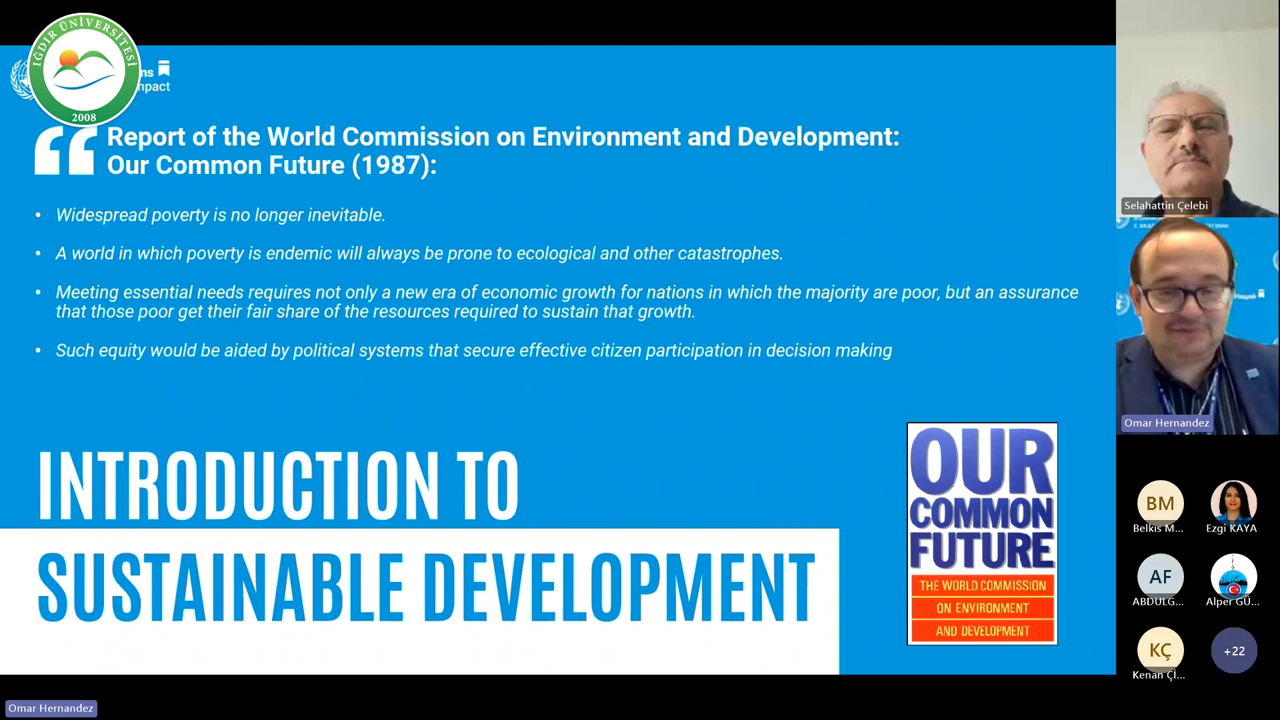 IĞDIR ÜNİVERSİTESİ
2008
Report of the World Commission on Environment and Development:
Our Common Future (1987):
• Widespread poverty is no longer inevitable.
• A world in which poverty is endemic will always be prone to ecological and other catastrophes.
• Meeting essential needs requires not only a new era of economic growth for nations in which the majority are poor, but an assurance
that those poor get their fair share of the resources required to sustain that growth.
• Such equity would be aided by political systems that secure effective citizen participation in decision making
INTRODUCTION TO
SUSTAINABLE DEVELOPMENT
OUR
COMMON
FUTURE
THE WORLD COMMISSION
ON ENVIRONMENT
AND DEVELOPMENT
Selahattin Çelebi
Omar Hernandez
BM
Belkis M...
Ezgi KAYA
AF
ABDULG...
Alper GÜ...
KÇ
Kenan Çİ...
+22
Omar Hernandez